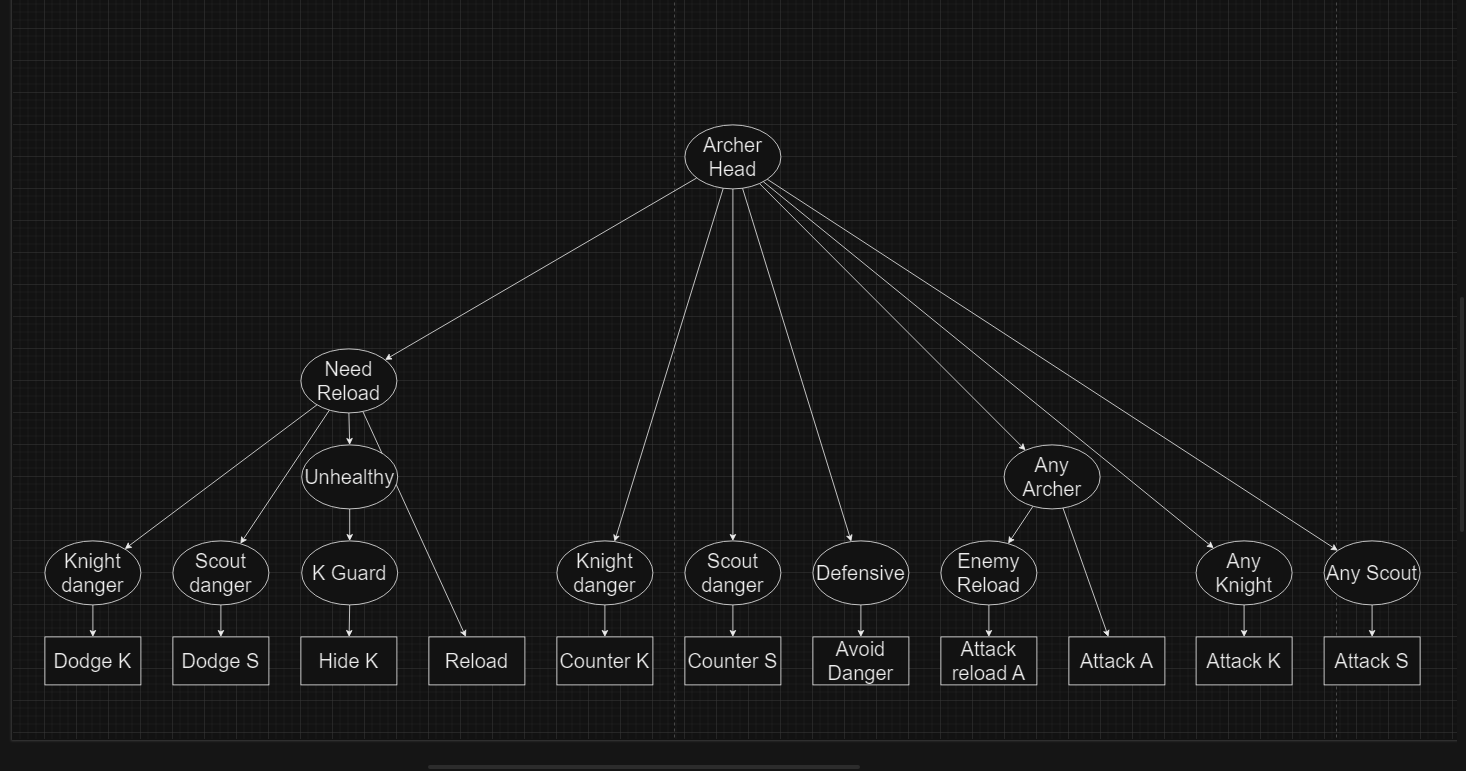 Archer
Head
Need
Reload
Unhealthy
Any
Archer
Knight
danger
Scout
danger
K Guard
Knight
danger
Scout
danger
Defensive
Enemy
Reload
Any
Knight
Any Scout
Dodge K
Dodge S
Hide K
Reload
Counter K
Counter S
Avoid
Danger
Attack
reload A
Attack A
Attack K
Attack S